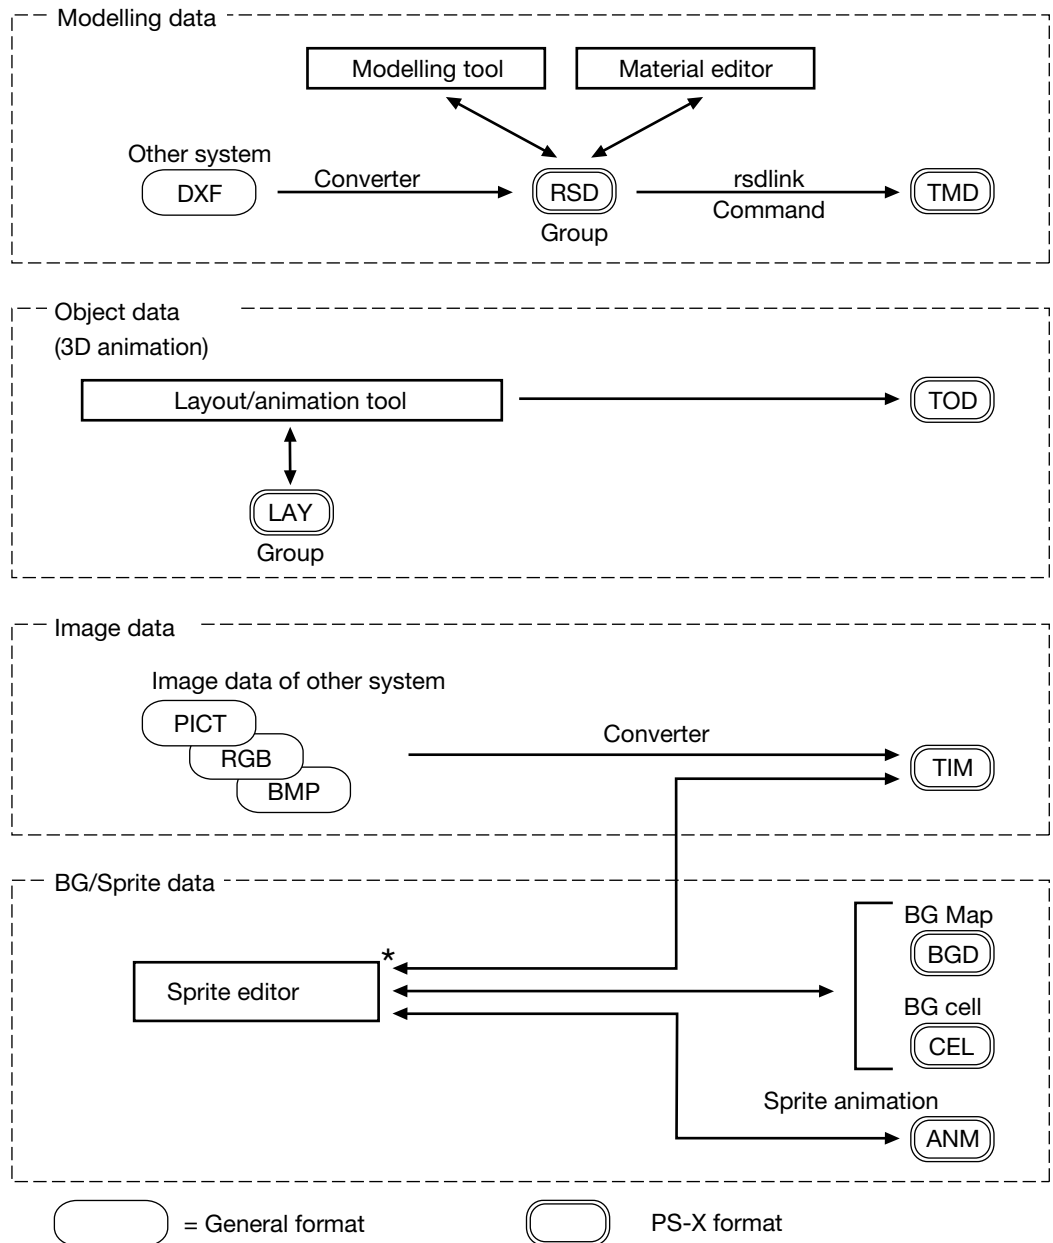 Modelling data
Modelling tool
Material editor
Other system
DXF
Converter
RSD
Group
rsdlink
Command
TMD
Object data
(3D animation)
Layout/animation tool
TOD
LAY
Group
Image data
Image data of other system
PICT
RGB
BMP
Converter
TIM
BG/Sprite data
*
Sprite editor
BG Map
BGD
BG cell
CEL
Sprite animation
ANM
= General format
PS-X format